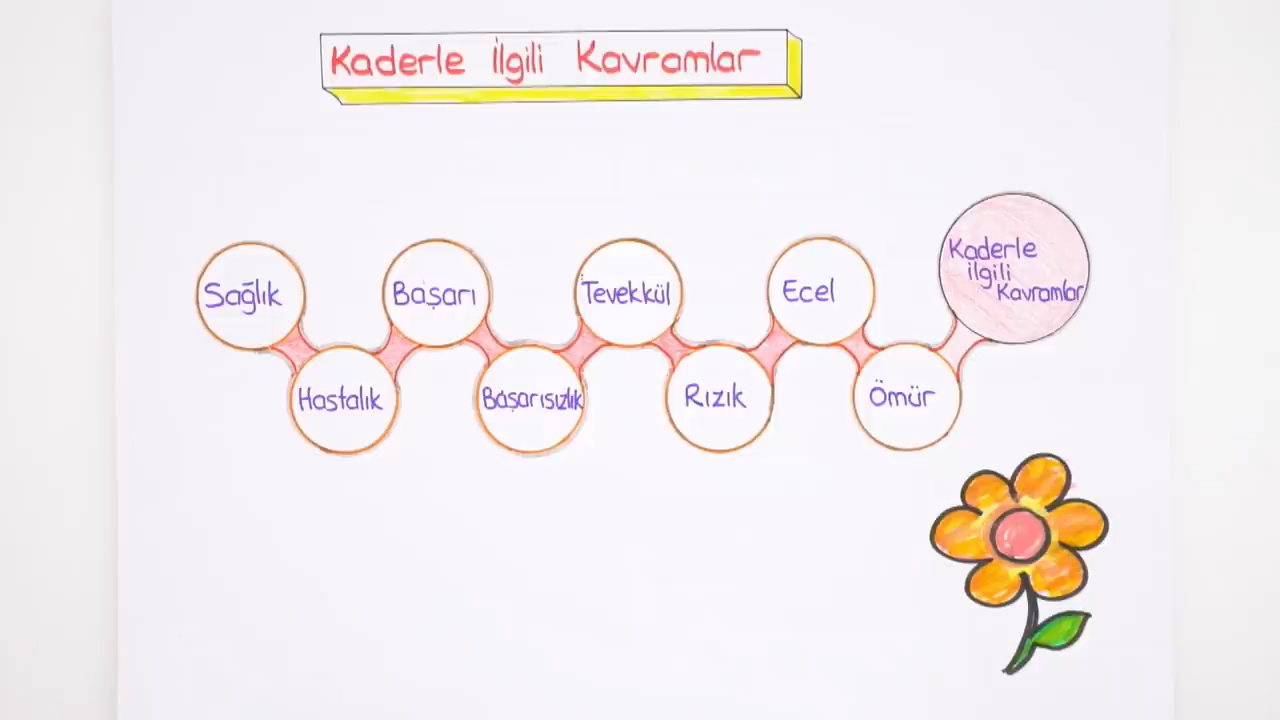 Kaderle İlgili Kavramlar
Sağlık
Hastalık
Başarı
Başarısızlık
Tevekkül
Rızık
Ecel
Ömür
Kaderle
ilgili
Kavramlar